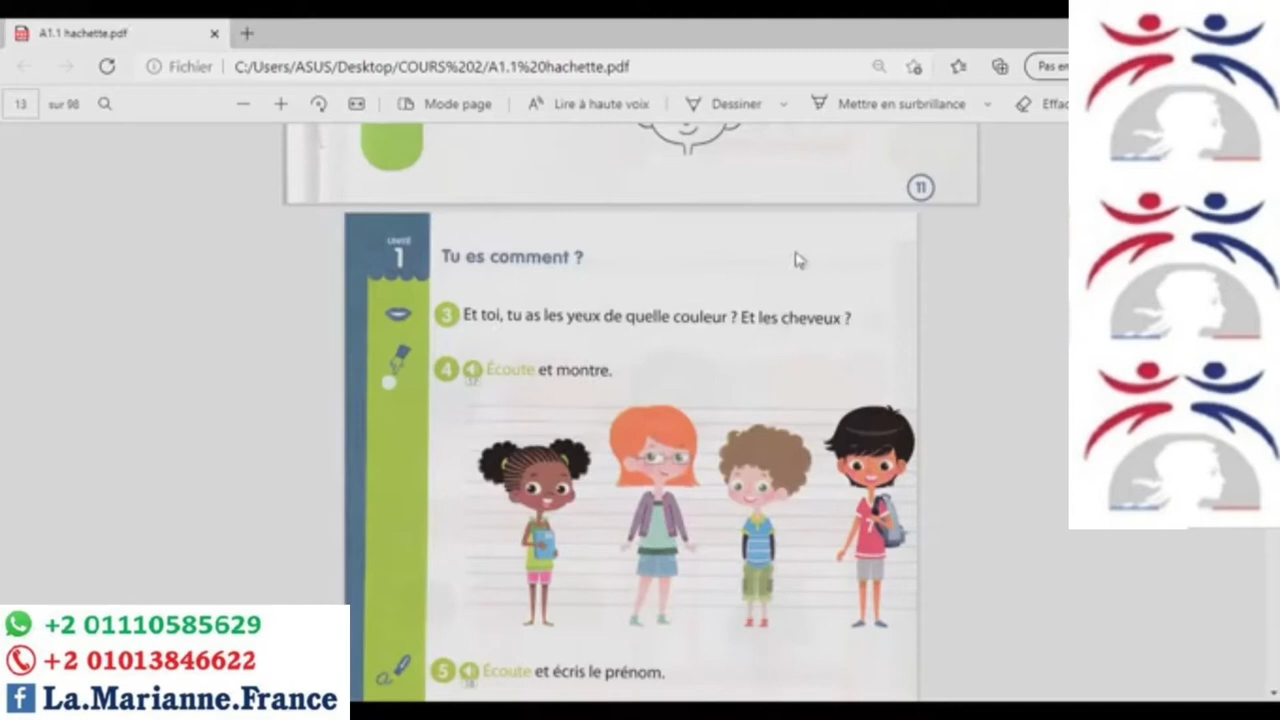 A1.1 hachette.pdf
Fichier
C:/Users/ASUS/Desktop/COURS%202/A1.1%20hachette.pdf
Pas en
13 sur 98
Mode page
Lire à haute voix
Dessiner
Mettre en surbrillance
Effac
11
UNITÉ
1
Tu es comment ?
3 Et toi, tu as les yeux de quelle couleur ? Et les cheveux ?
4 Écoute et montre.
5 Écoute et écris le prénom.
+2 01110585629
+2 01013846622
La.Marianne.France